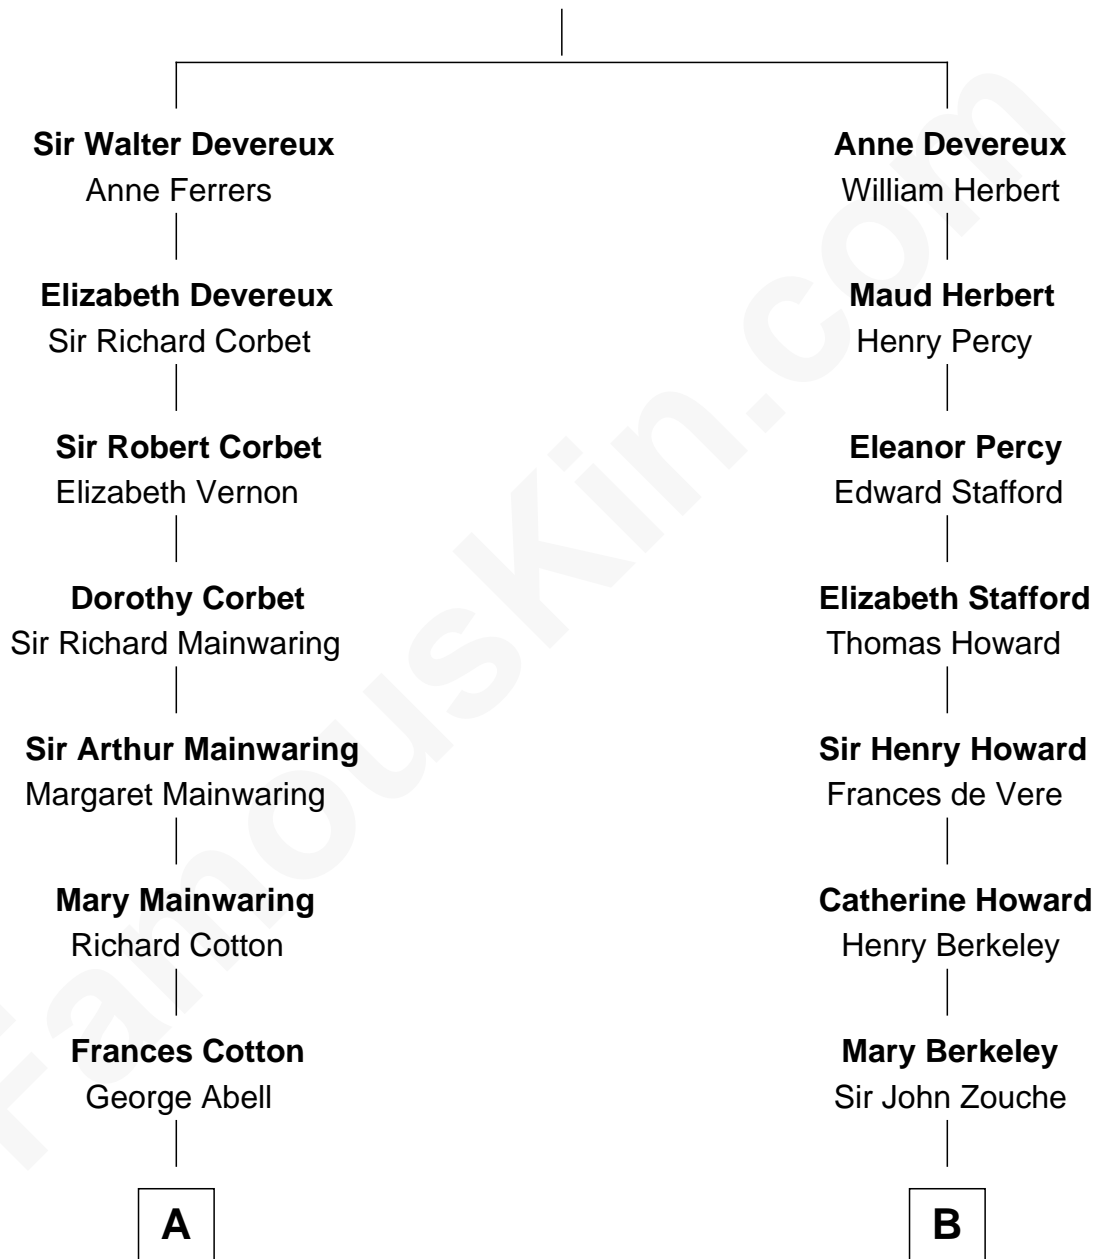 Sir Walter Devereux
Anne Ferrers
Elizabeth Devereux
Sir Richard Corbet
Sir Robert Corbet
Elizabeth Vernon
Dorothy Corbet
Sir Richard Mainwaring
Sir Arthur Mainwaring
Margaret Mainwaring
Mary Mainwaring
Richard Cotton
Frances Cotton
George Abell
A
Anne Devereux
William Herbert
Maud Herbert
Henry Percy
Eleanor Percy
Edward Stafford
Elizabeth Stafford
Thomas Howard
Sir Henry Howard
Frances de Vere
Catherine Howard
Henry Berkeley
Mary Berkeley
Sir John Zouche
B
FamousKin.com